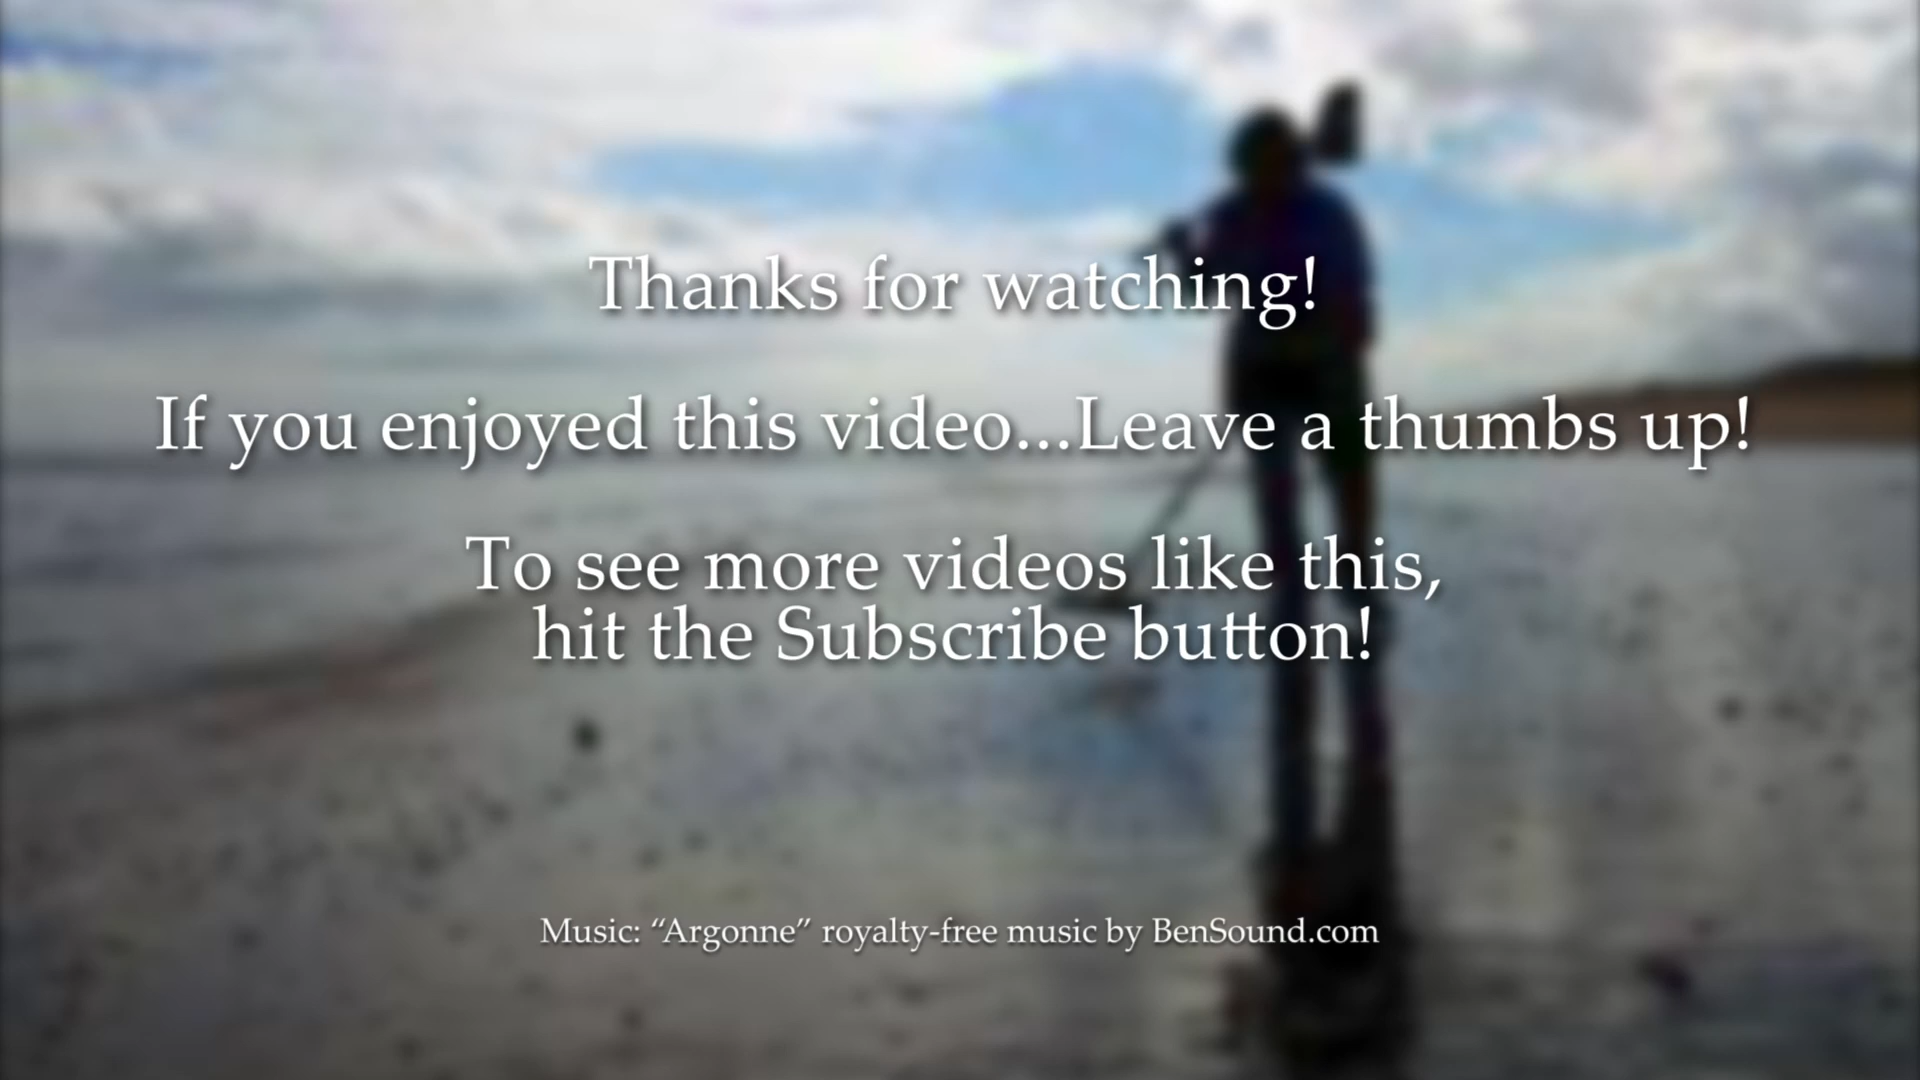 Thanks for watching!
If you enjoyed this video...Leave a thumbs up!
To see more videos like this,
hit the Subscribe button!
Music: “Argonne” royalty-free music by BenSound.com